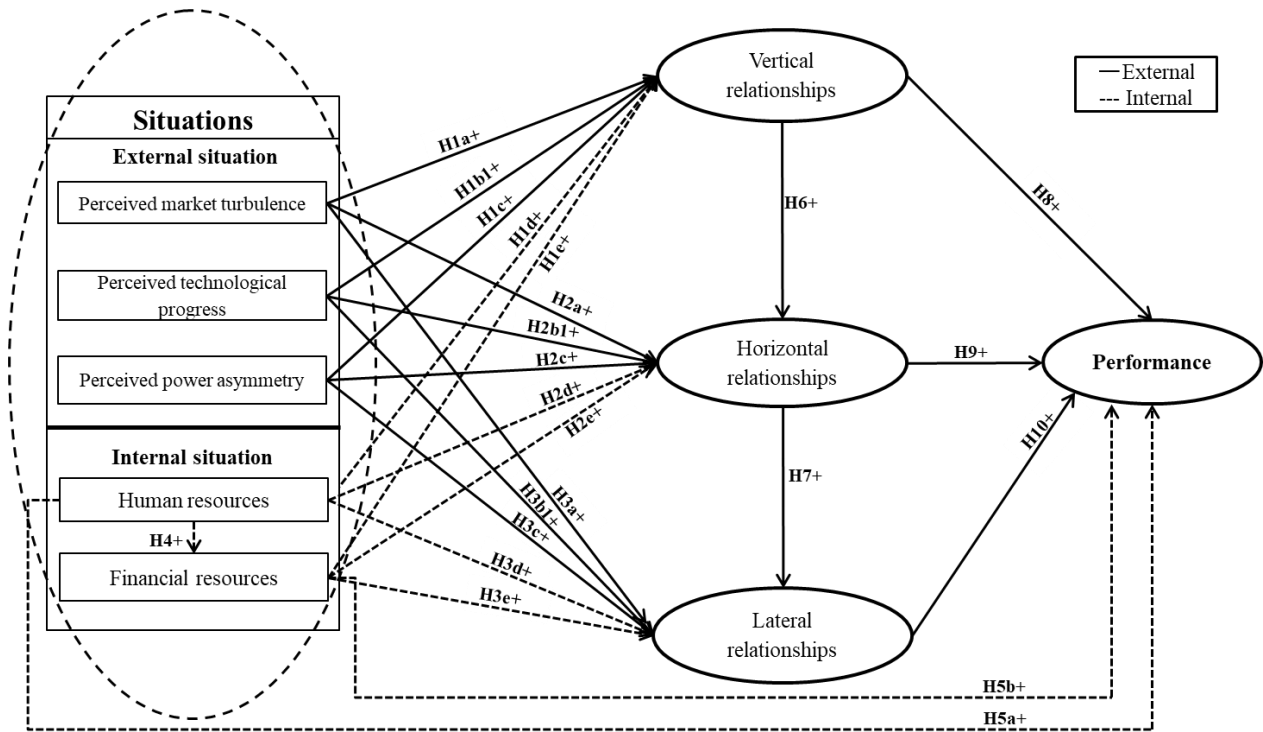 Situations
External situation
Perceived market turbulence
Perceived technological
progress
Perceived power asymmetry
Internal situation
Human resources
H4+
Financial resources
H1a+
H1b1+
H1c+
H1d+
H1e+
H2a+
H2b1+
H2c+
H2d+
H2e+
H3a+
H3b1+
H3c+
H3d+
H3e+
Vertical
relationships
H6+
Horizontal
relationships
H7+
Lateral
relationships
H8+
H9+
H10+
Performance
H5b+
H5a+
External
Internal